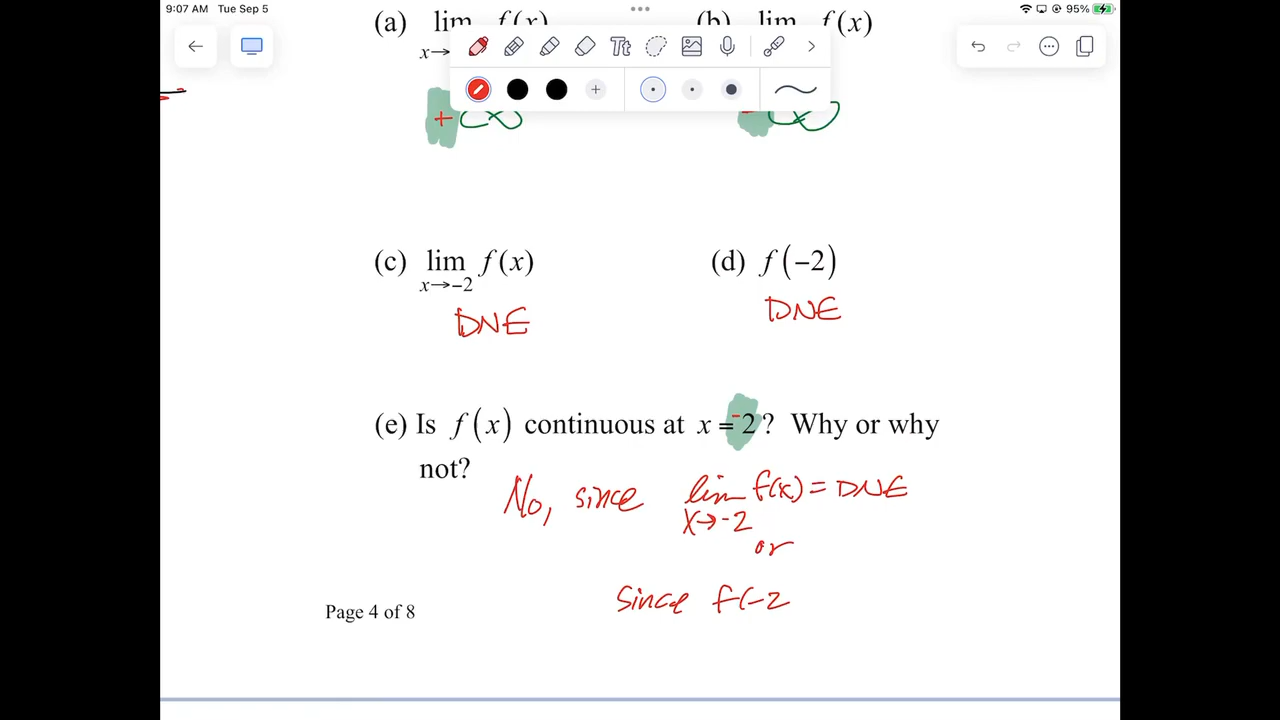 9:07 AM Tue Sep 5 95%
(a) lim f(x) (b) lim f(x)
x→
Tt
+∞ -∞
(c) lim f(x) (d) f(−2)
x→−2
DNE DNE
(e) Is f(x) continuous at x = -2? Why or why
not?
No, since lim f(x) = DNE
x→-2
or
since f(-2
Page 4 of 8